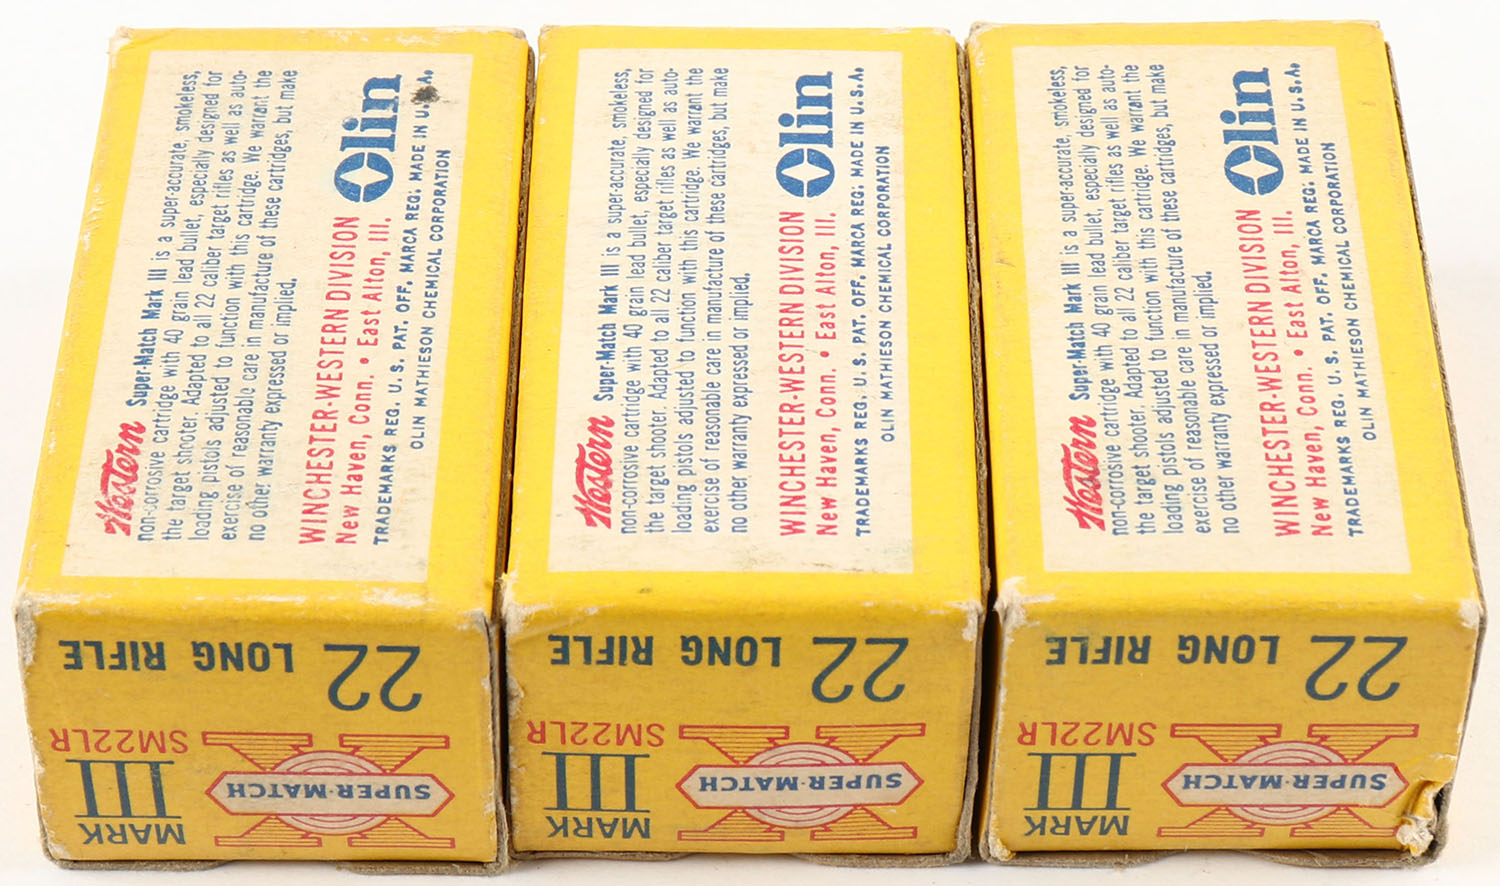 Western Super-Match Mark III is a super-accurate, smokeless,
non-corrosive cartridge with 40 grain lead bullet, especially designed for
the target shooter. Adapted to all 22 caliber target rifles as well as auto-
loading pistols adjusted to function with this cartridge. We warrant the
exercise of reasonable care in manufacture of these cartridges, but make
no other warranty expressed or implied.
WINCHESTER-WESTERN DIVISION
New Haven, Conn. • East Alton, Ill.
Olin
TRADEMARKS REG. U. S. PAT. OFF. MARCA REG: MADE IN U.S.A.
OLIN MATHIESON CHEMICAL CORPORATION
MARK
III
SM22LR
X
SUPER-MATCH
22 LONG RIFLE
Western Super-Match Mark III is a super-accurate, smokeless,
non-corrosive cartridge with 40 grain lead bullet, especially designed for
the target shooter. Adapted to all 22 caliber target rifles as well as auto-
loading pistols adjusted to function with this cartridge. We warrant the
exercise of reasonable care in manufacture of these cartridges, but make
no other warranty expressed or implied.
WINCHESTER-WESTERN DIVISION
New Haven, Conn. • East Alton, Ill.
Olin
TRADEMARKS REG. U. S. PAT. OFF. MARCA REG: MADE IN U.S.A.
OLIN MATHIESON CHEMICAL CORPORATION
MARK
III
SM22LR
X
SUPER-MATCH
22 LONG RIFLE
Western Super-Match Mark III is a super-accurate, smokeless,
non-corrosive cartridge with 40 grain lead bullet, especially designed for
the target shooter. Adapted to all 22 caliber target rifles as well as auto-
loading pistols adjusted to function with this cartridge. We warrant the
exercise of reasonable care in manufacture of these cartridges, but make
no other warranty expressed or implied.
WINCHESTER-WESTERN DIVISION
New Haven, Conn. • East Alton, Ill.
Olin
TRADEMARKS REG. U. S. PAT. OFF. MARCA REG: MADE IN U.S.A.
OLIN MATHIESON CHEMICAL CORPORATION
MARK
III
SM22LR
X
SUPER-MATCH
22 LONG RIFLE